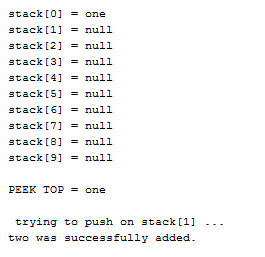 stack[0] = one
stack[1] = null
stack[2] = null
stack[3] = null
stack[4] = null
stack[5] = null
stack[6] = null
stack[7] = null
stack[8] = null
stack[9] = null
PEEK TOP = one
trying to push on stack[1] ...
two was successfully added.